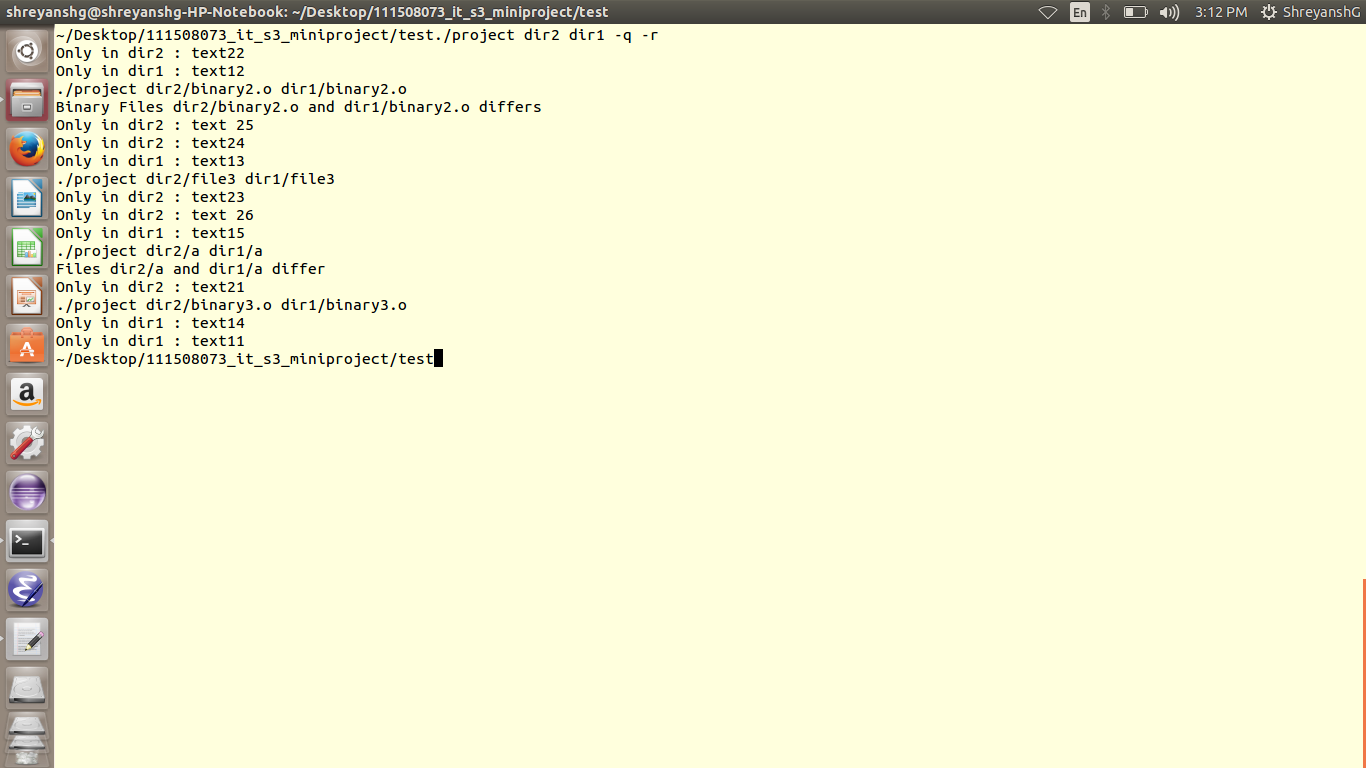 shreyanshg@shreyanshg-HP-Notebook: ~/Desktop/111508073_it_s3_miniproject/test En 3:12 PM ShreyanshG
~/Desktop/111508073_it_s3_miniproject/test./project dir2 dir1 -q -r
Only in dir2 : text22
Only in dir1 : text12
./project dir2/binary2.o dir1/binary2.o
Binary Files dir2/binary2.o and dir1/binary2.o differs
Only in dir2 : text 25
Only in dir2 : text24
Only in dir1 : text13
./project dir2/file3 dir1/file3
Only in dir2 : text23
Only in dir2 : text 26
Only in dir1 : text15
./project dir2/a dir1/a
Files dir2/a and dir1/a differ
Only in dir2 : text21
./project dir2/binary3.o dir1/binary3.o
Only in dir1 : text14
Only in dir1 : text11
~/Desktop/111508073_it_s3_miniproject/test